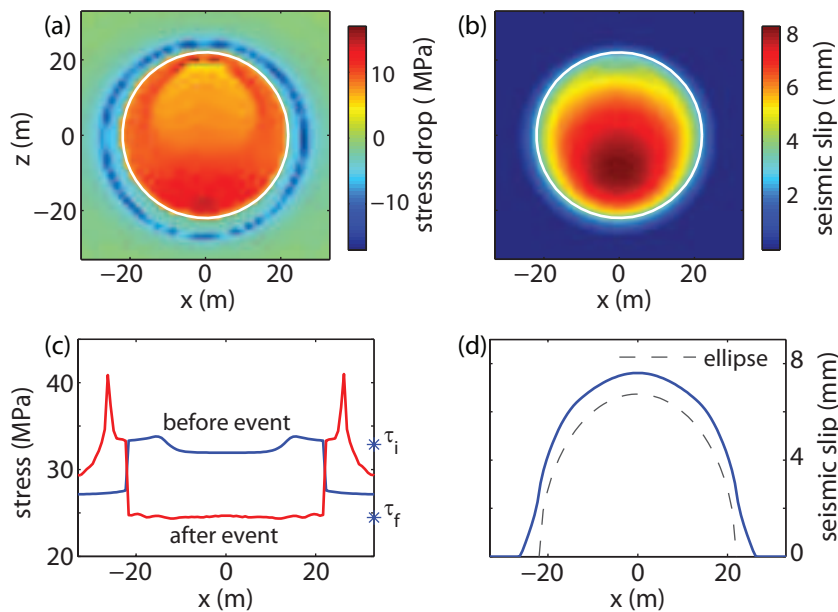 (a)
20
0
−20
z (m)
−20 0 20
x (m)
10
0
−10
stress drop ( MPa)
(b)
−20 0 20
x (m)
8
6
4
2
seismic slip ( mm)
(c)
40
30
20
stress (MPa)
before event
after event
τi
τf
−20 0 20
x (m)
(d)
ellipse
8
4
0
seismic slip (mm)
−20 0 20
x (m)